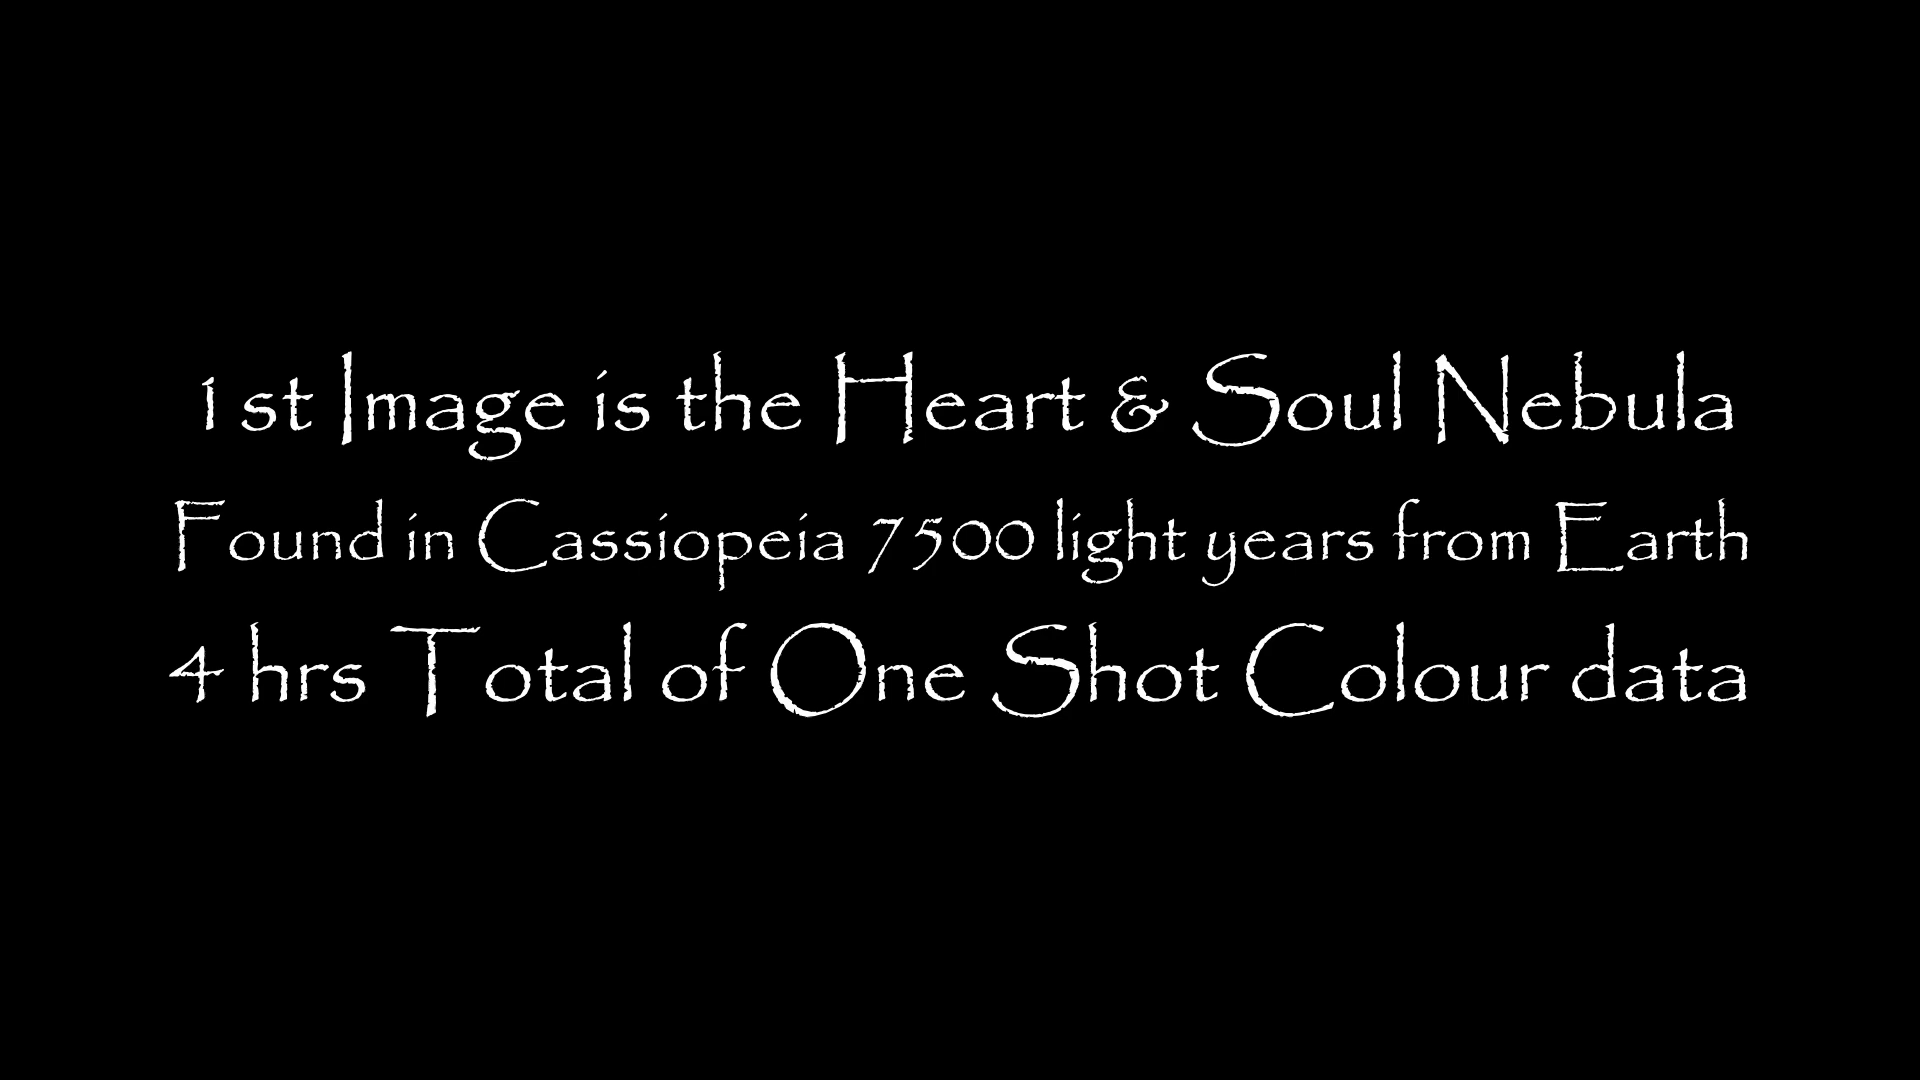 1st Image is the Heart & Soul Nebula
Found in Cassiopeia 7500 light years from Earth
4 hrs Total of One Shot Colour data